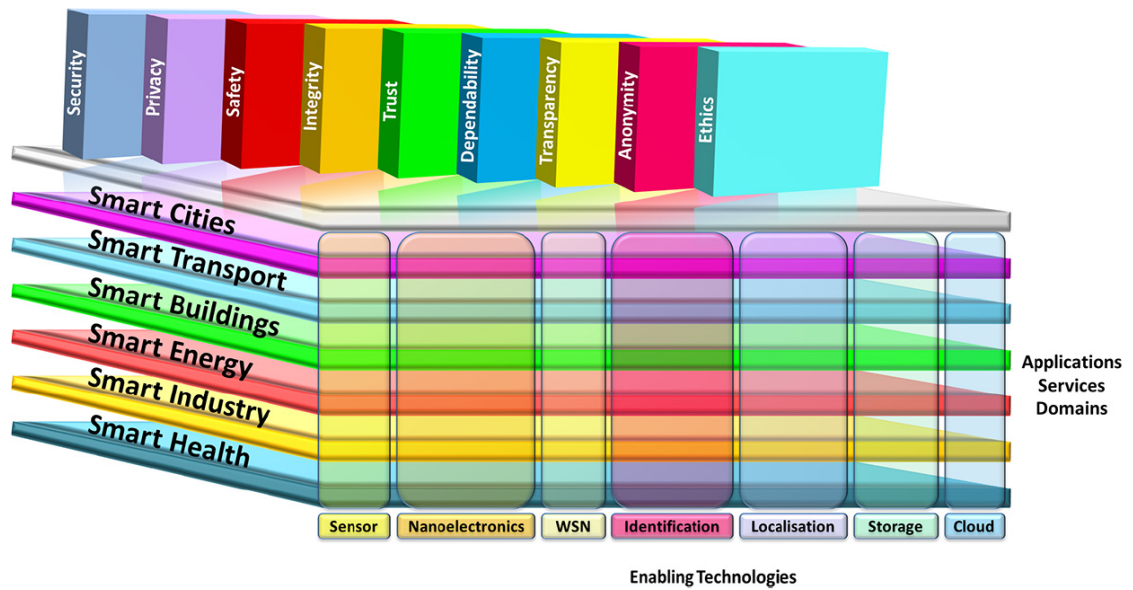 Security
Privacy
Safety
Integrity
Trust
Dependability
Transparency
Anonymity
Ethics
Smart Cities
Smart Transport
Smart Buildings
Smart Energy
Smart Industry
Smart Health
Applications
Services
Domains
Sensor
Nanoelectronics
WSN
Identification
Localisation
Storage
Cloud
Enabling Technologies